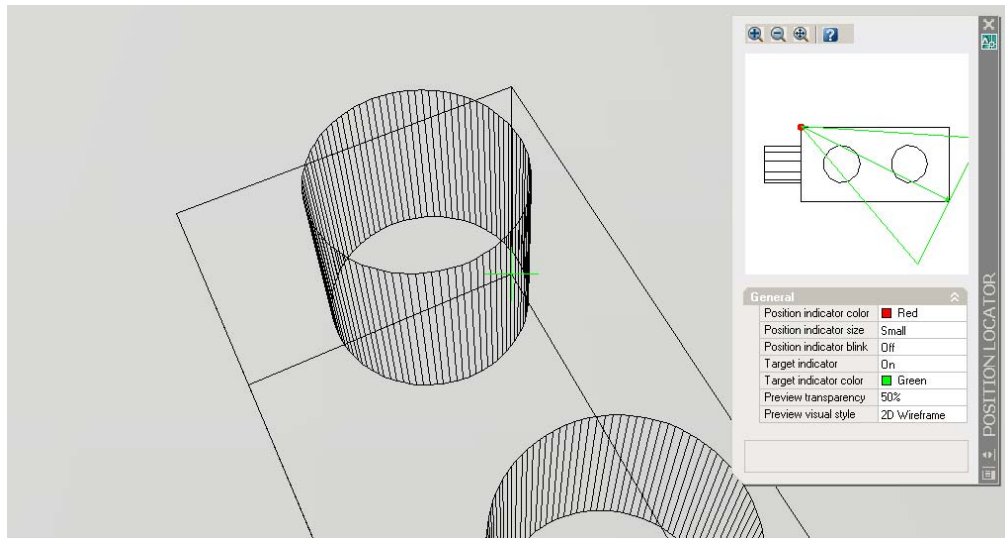 General
Position indicator color Red
Position indicator size Small
Position indicator blink Off
Target indicator On
Target indicator color Green
Preview transparency 50%
Preview visual style 2D Wireframe
POSITION LOCATOR